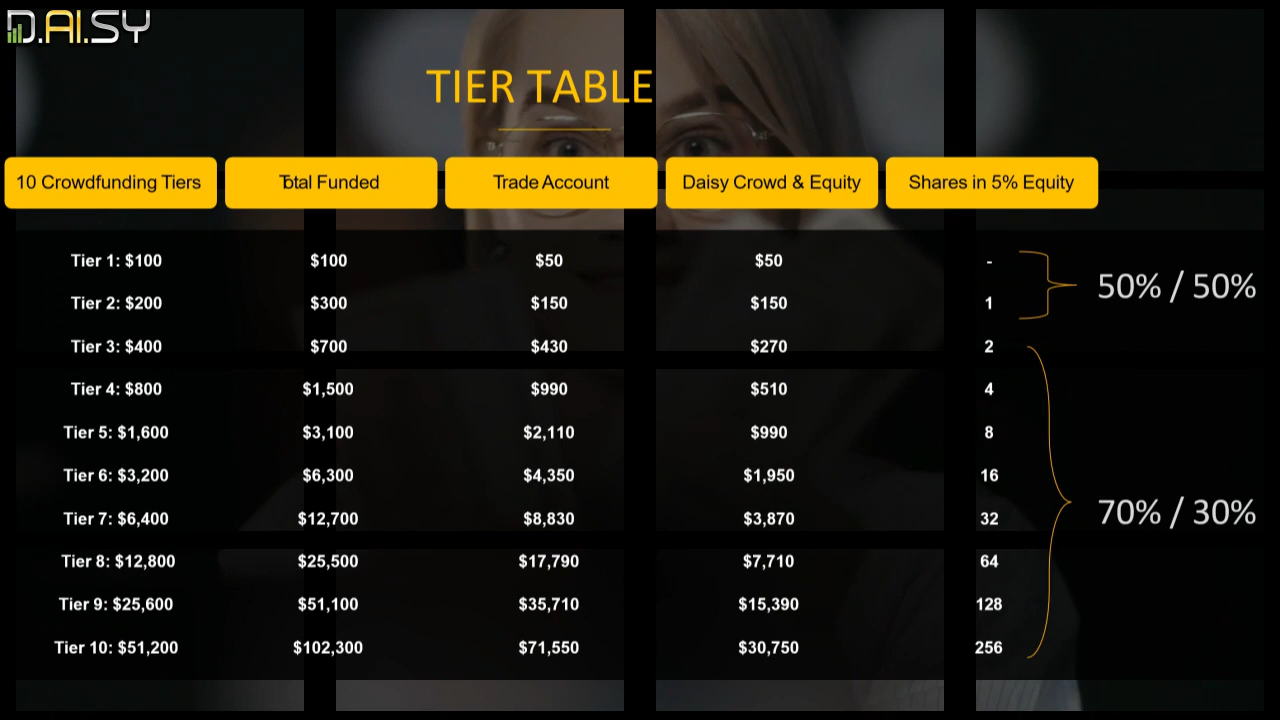 D.AI.SY
TIER TABLE
10 Crowdfunding Tiers Total Funded Trade Account Daisy Crowd & Equity Shares in 5% Equity
Tier 1: $100 $100 $50 $50 -
50% / 50%
Tier 2: $200 $300 $150 $150 1
Tier 3: $400 $700 $430 $270 2
Tier 4: $800 $1,500 $990 $510 4
Tier 5: $1,600 $3,100 $2,110 $990 8
Tier 6: $3,200 $6,300 $4,350 $1,950 16
70% / 30%
Tier 7: $6,400 $12,700 $8,830 $3,870 32
Tier 8: $12,800 $25,500 $17,790 $7,710 64
Tier 9: $25,600 $51,100 $35,710 $15,390 128
Tier 10: $51,200 $102,300 $71,550 $30,750 256